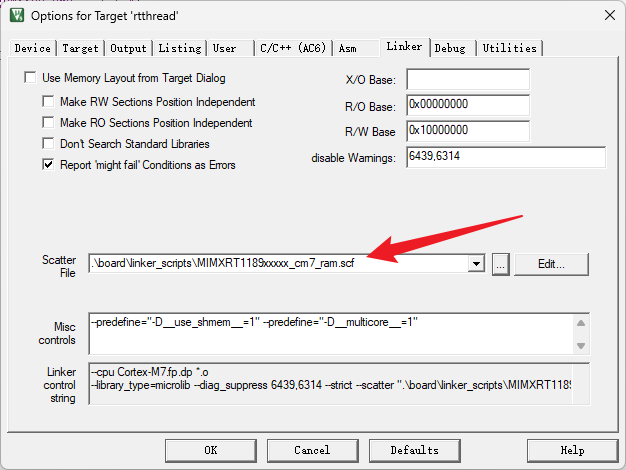 Options for Target 'rtthread'
Device Target Output Listing User C/C++ (AC6) Asm Linker Debug Utilities
Use Memory Layout from Target Dialog
X/O Base:
Make RW Sections Position Independent
R/O Base: 0x00000000
Make RO Sections Position Independent
R/W Base 0x10000000
Don't Search Standard Libraries
disable Warnings: 6439,6314
Report 'might fail' Conditions as Errors
Scatter File
.\board\linker_scripts\MIMXRT1189xxxxx_cm7_ram.scf
...
Edit...
Misc controls
--predefine="-D__use_shmem__=1" --predefine="-D__multicore__=1"
Linker control string
--cpu Cortex-M7.fp.dp *.o
--library_type=microlib --diag_suppress 6439,6314 --strict --scatter ".\board\linker_scripts\MIMXRT1189
OK Cancel Defaults Help